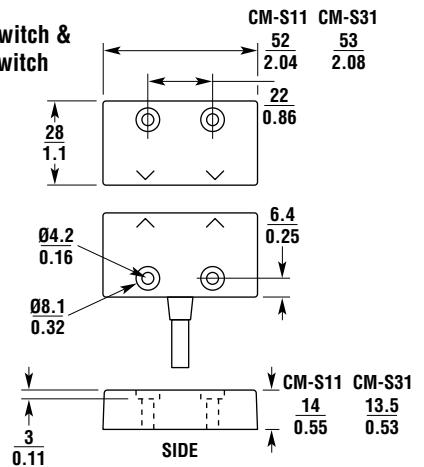 witch &
witch
CM-S11 CM-S31
52 53
2.04 2.08
22
0.86
28
1.1
6.4
0.25
Ø4.2
0.16
Ø8.1
0.32
CM-S11 CM-S31
14 13.5
0.55 0.53
3
0.11
SIDE